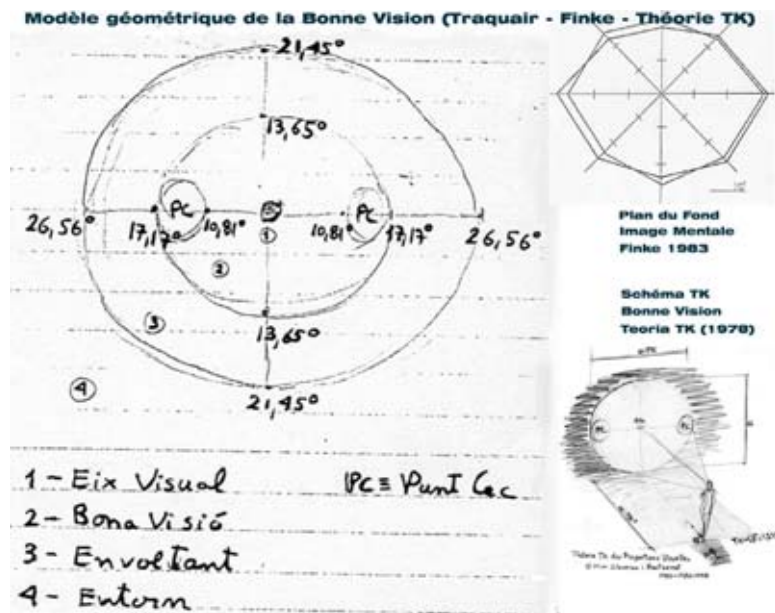 Modèle géométrique de la Bonne Vision (Traquair - Finke - Théorie TK)
21,45°
13,65°
PC
PC
26,56°
17,17°
10,81°
1
10,81°
17,17°
26,56°
2
3
13,65°
4
21,45°
1 - Eix Visual
PC ≡ Punt Cec
2 - Bona Visió
3 - Envoltant
4 - Entorn
Plan du Fond
Image Mentale
Finke 1983
Schéma TK
Bonne Vision
Teoria TK (1978)